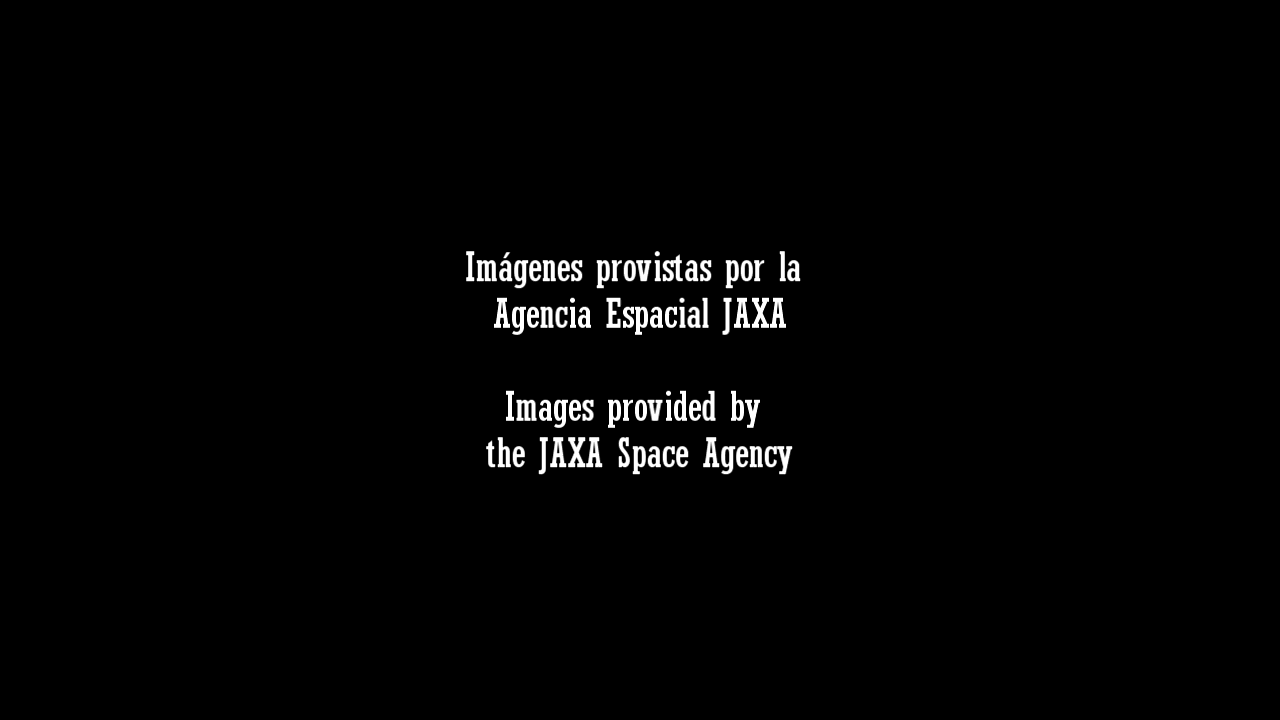 Imágenes provistas por la
Agencia Espacial JAXA
Images provided by
the JAXA Space Agency